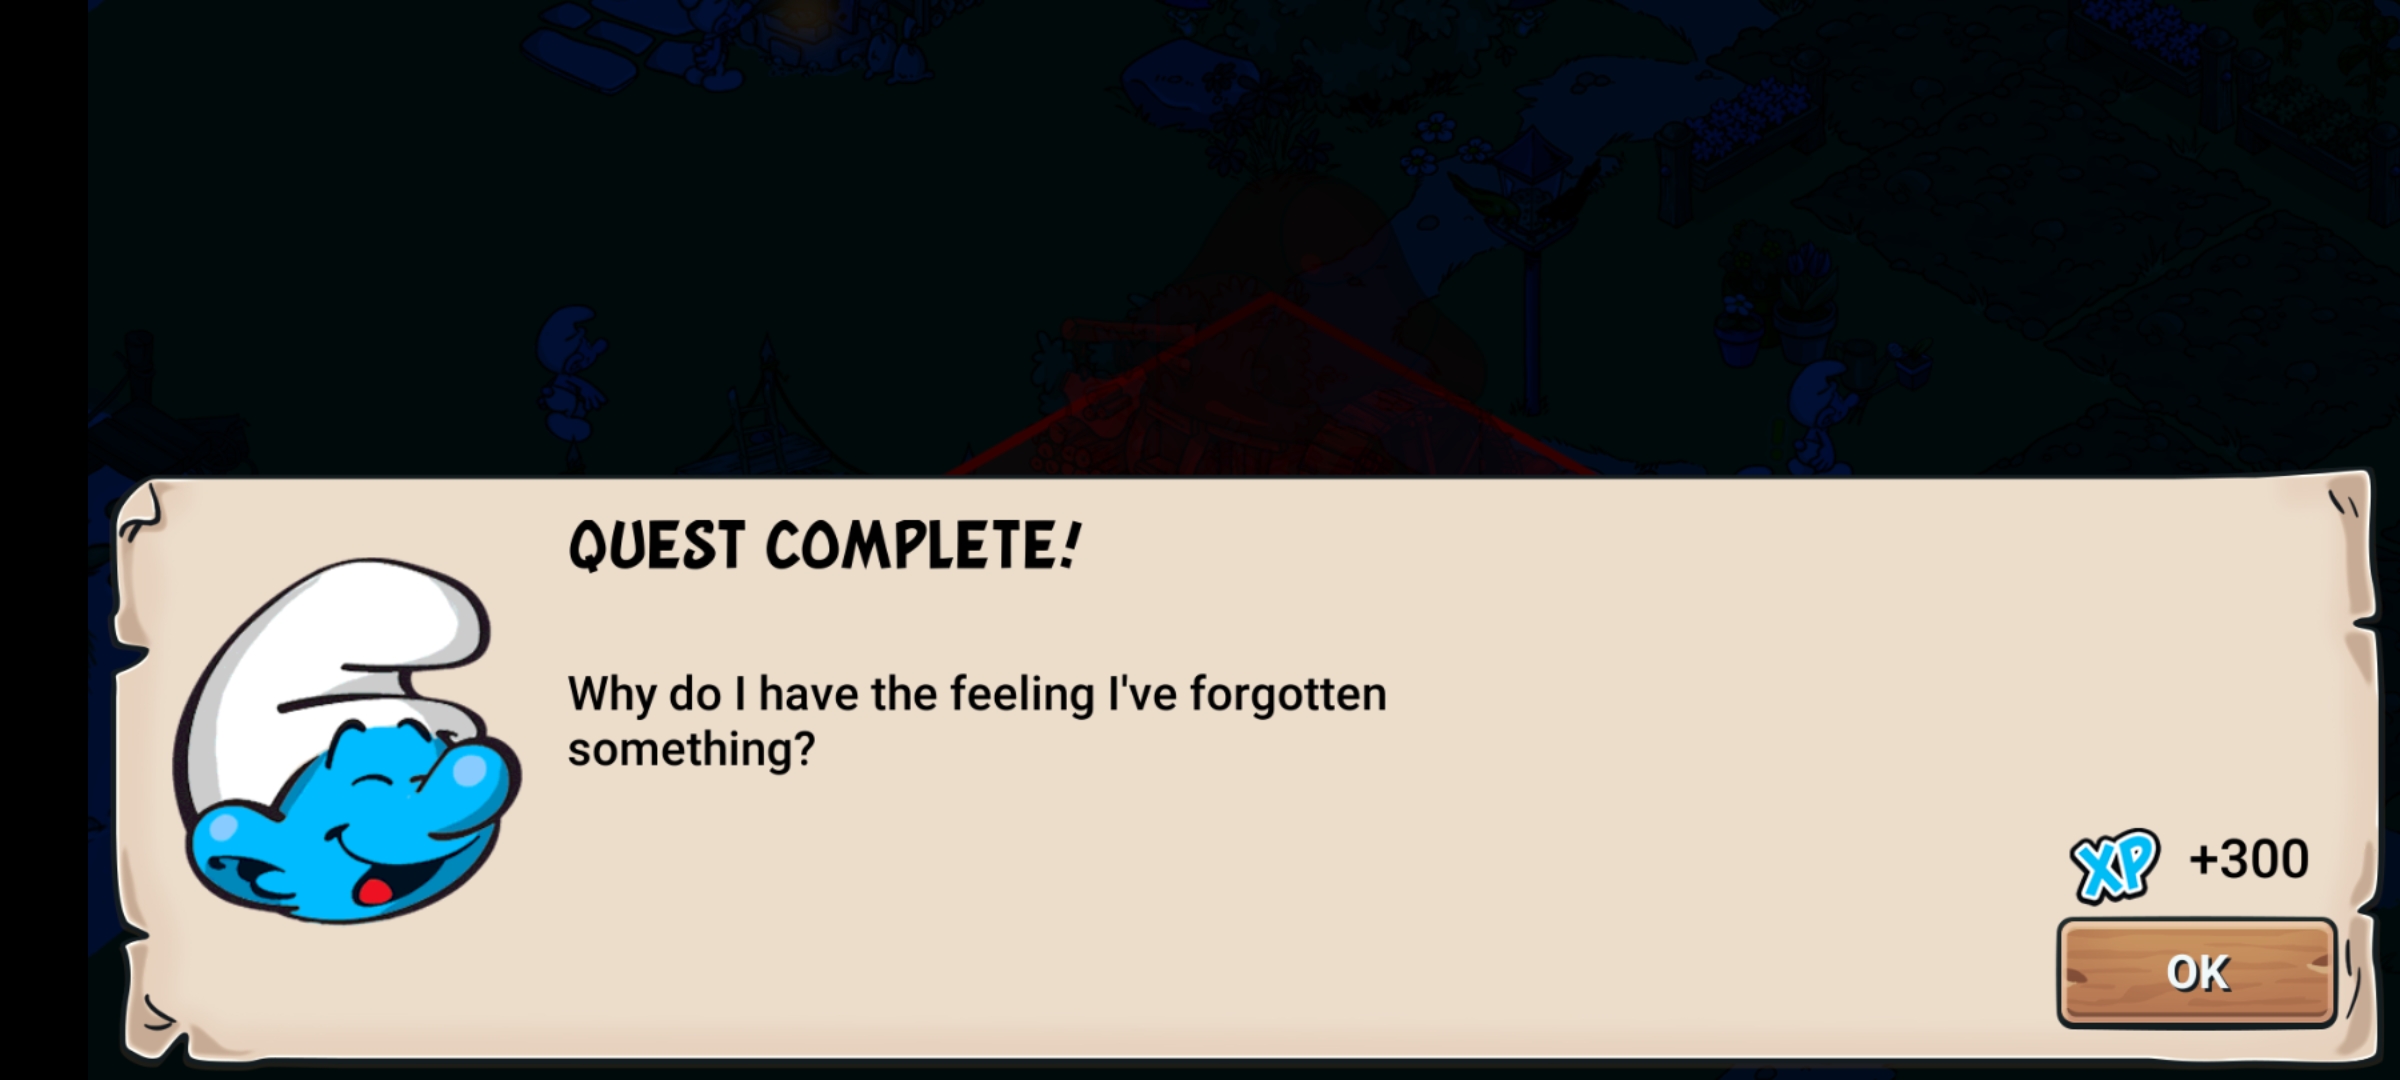 QUEST COMPLETE!
Why do I have the feeling I've forgotten
something?
XP +300
OK